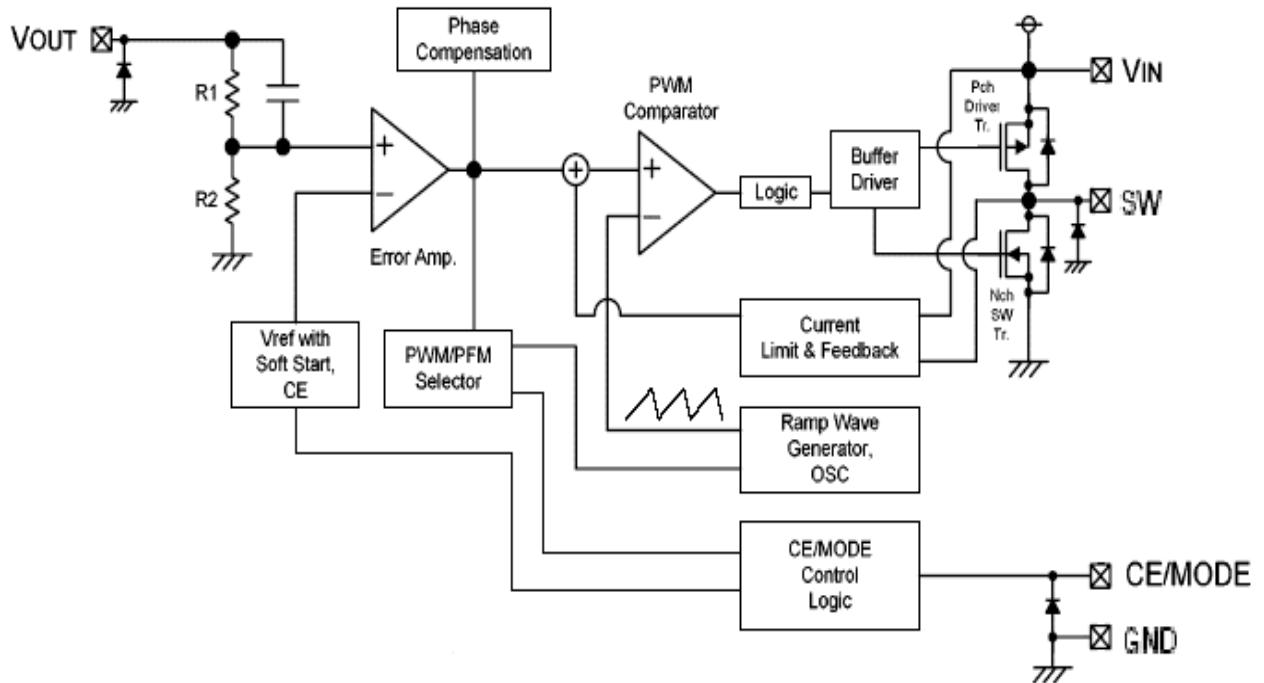 VOUT
R1
R2
Phase
Compensation
+
−
Error Amp.
+
PWM
Comparator
+
−
Logic
Buffer
Driver
Pch
Driver
Tr.
VIN
SW
Nch
SW
Tr.
Vref with
Soft Start,
CE
PWM/PFM
Selector
Current
Limit & Feedback
Ramp Wave
Generator,
OSC
CE/MODE
Control
Logic
CE/MODE
GND